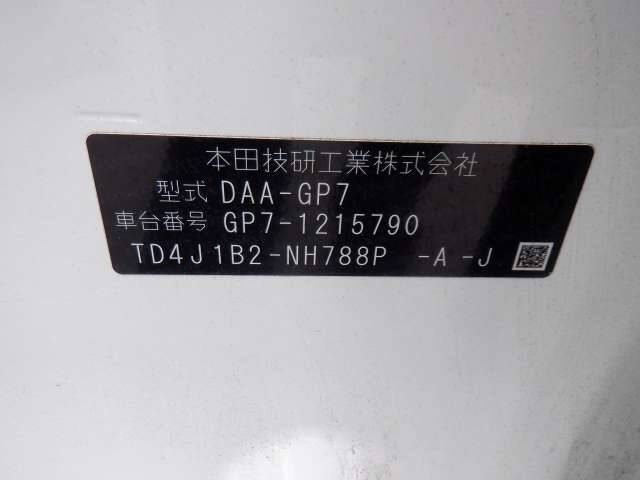 本田技研工業株式会社
型式 DAA-GP7
車台番号 GP7-1215790
TD4J1B2-NH788P -A -J